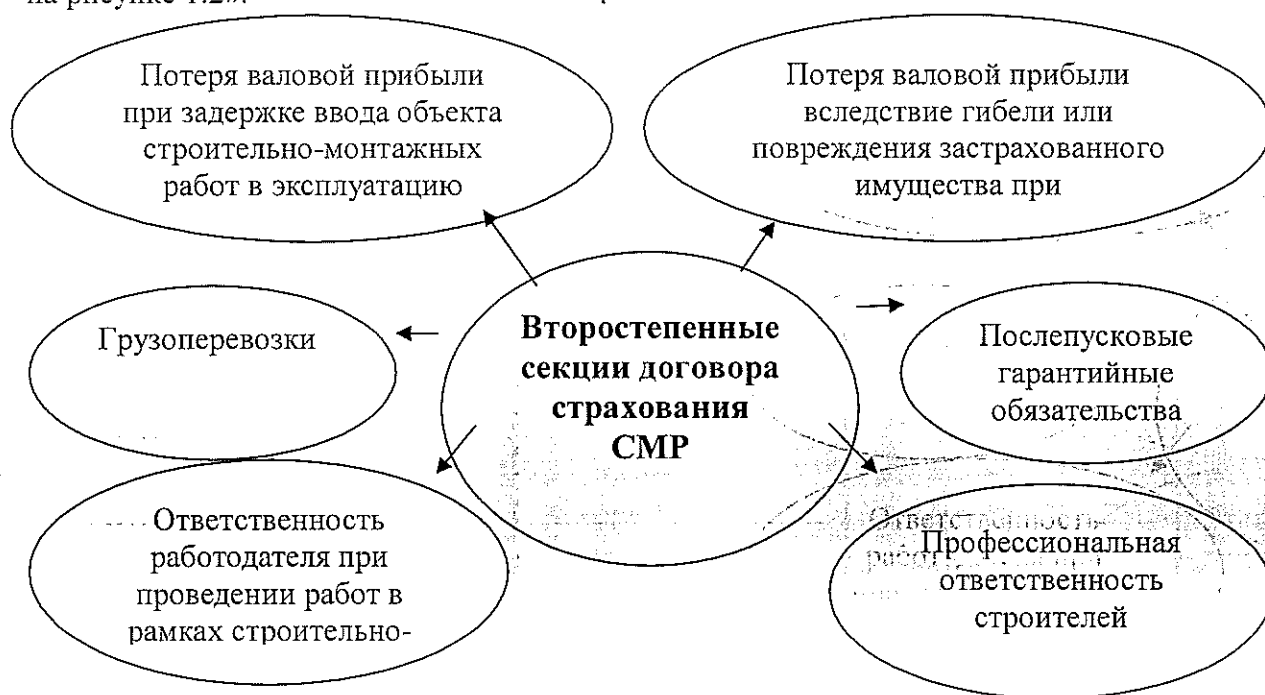 на рисунке 1.2».
Потеря валовой прибыли
при задержке ввода объекта
строительно-монтажных
работ в эксплуатацию
Потеря валовой прибыли
вследствие гибели или
повреждения застрахованного
имущества при
Грузоперевозки
Второстепенные
секции договора
страхования
СМР
Послепусковые
гарантийные
обязательства
Ответственность
работодателя при
проведении работ в
рамках строительно-
Ответственность
Профессиональная
ответственность
строителей